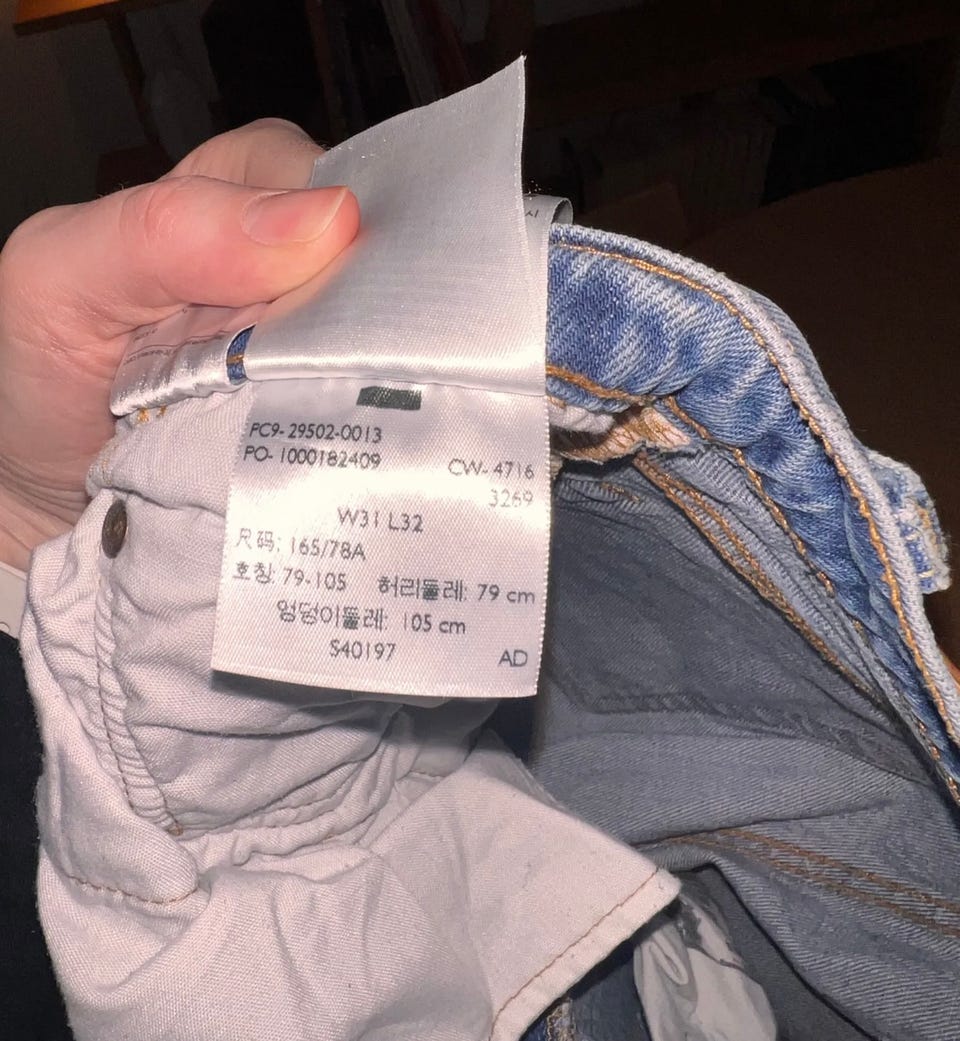 PC9-29502-0013
PO-1000182409
CW-4716
3269
W31 L32
尺码: 165/78A
호칭: 79-105 허리둘레: 79 cm
엉덩이둘레: 105 cm
S40197
AD